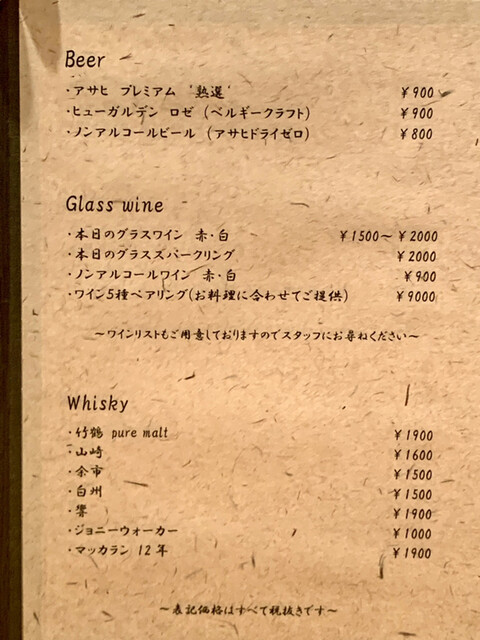 Beer
・アサヒ プレミアム '熟選'
¥900
・ヒューガルデン ロゼ (ベルギークラフト)
¥900
・ノンアルコールビール (アサヒドライゼロ)
¥800
Glass wine
・本日のグラスワイン 赤・白
¥1500〜¥2000
・本日のグラススパークリング
¥2000
・ノンアルコールワイン 赤・白
¥900
・ワイン5種ペアリング(お料理に合わせてご提供)
¥9000
〜ワインリストもご用意しておりますのでスタッフにお尋ねください〜
Whisky
・竹鶴 pure malt
¥1900
・山崎
¥1600
・余市
¥1500
・白州
¥1500
・響
¥1900
・ジョニーウォーカー
¥1000
・マッカラン 12年
¥1900
〜表記価格はすべて税抜きです〜